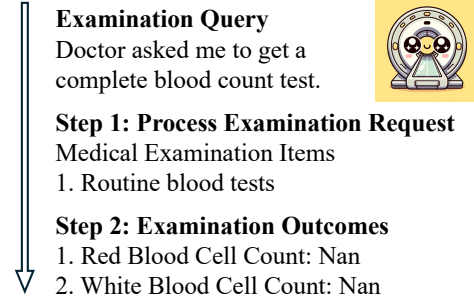 Examination Query
Doctor asked me to get a
complete blood count test.
Step 1: Process Examination Request
Medical Examination Items
1. Routine blood tests
Step 2: Examination Outcomes
1. Red Blood Cell Count: Nan
2. White Blood Cell Count: Nan